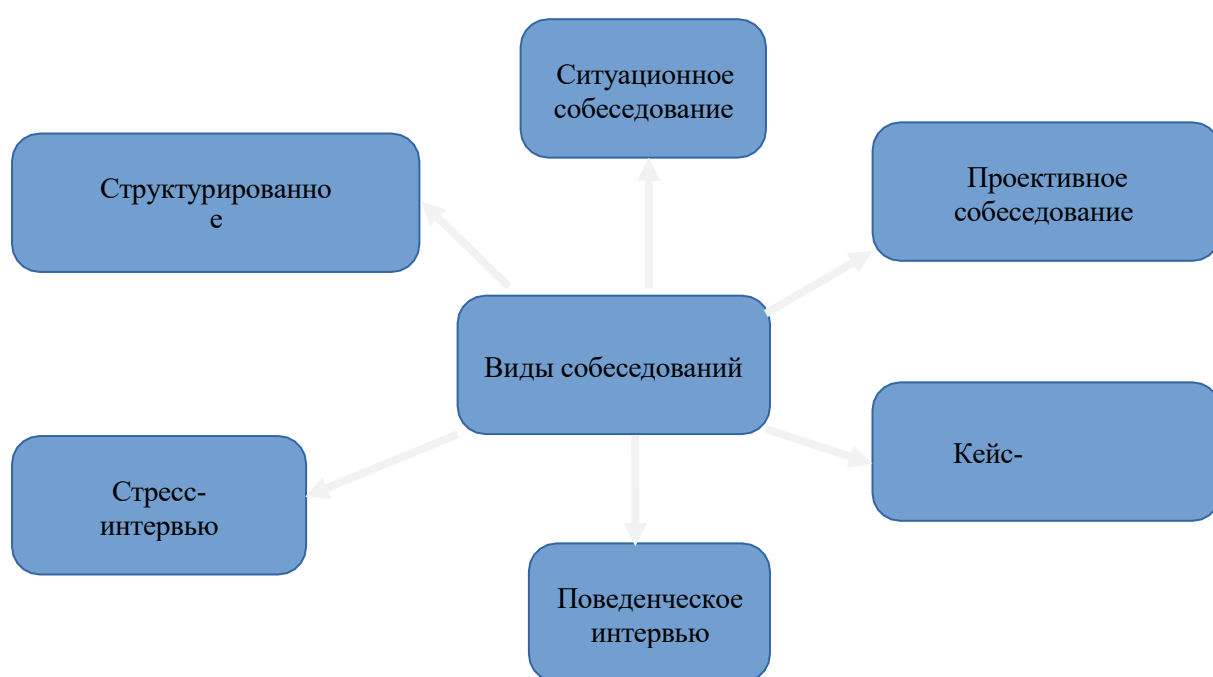 Ситуационное
собеседование
Структурированно
е
Проективное
собеседование
Виды собеседований
Кейс-
Стресс-
интервью
Поведенческое
интервью